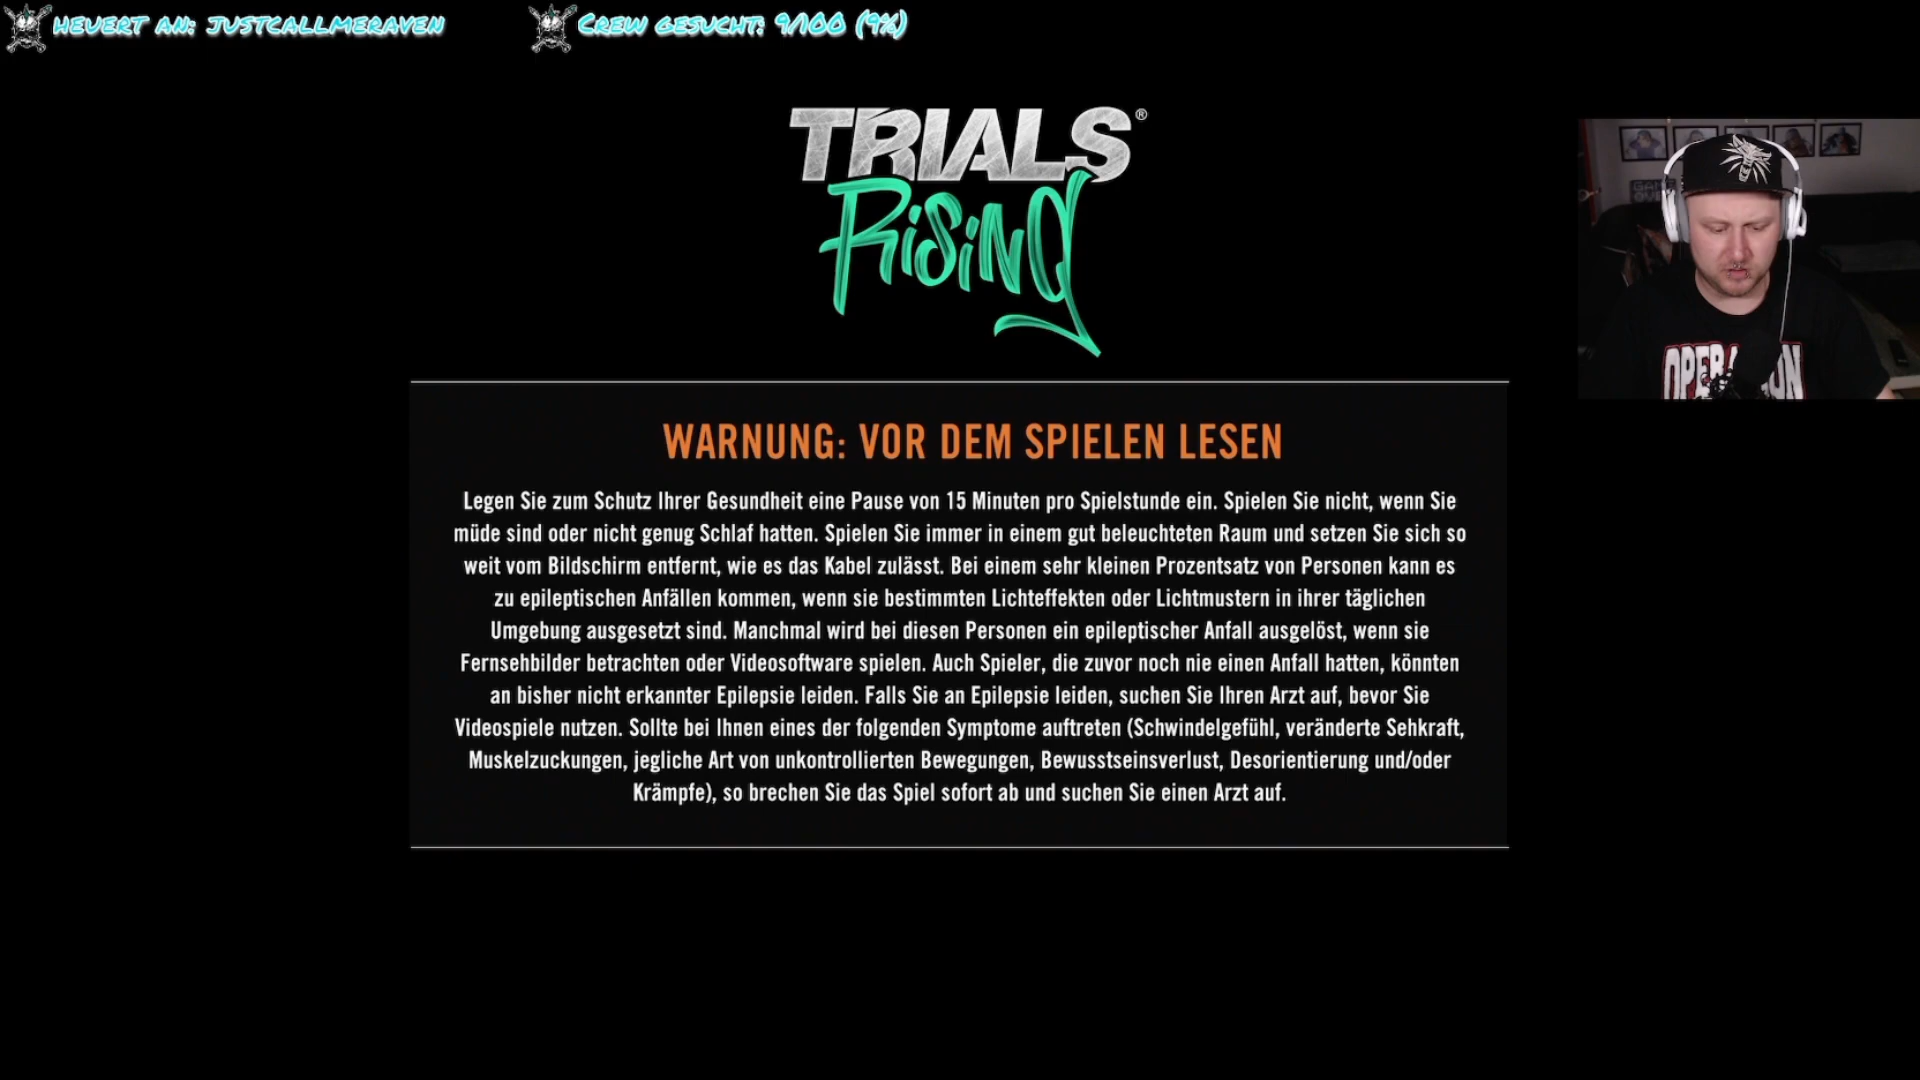 HEUERT AN: JUSTCALLMERAVEN
CREW GESUCHT: 9/100 (9%)
TRIALS®
RISING
WARNUNG: VOR DEM SPIELEN LESEN
Legen Sie zum Schutz Ihrer Gesundheit eine Pause von 15 Minuten pro Spielstunde ein. Spielen Sie nicht, wenn Sie
müde sind oder nicht genug Schlaf hatten. Spielen Sie immer in einem gut beleuchteten Raum und setzen Sie sich so
weit vom Bildschirm entfernt, wie es das Kabel zulässt. Bei einem sehr kleinen Prozentsatz von Personen kann es
zu epileptischen Anfällen kommen, wenn sie bestimmten Lichteffekten oder Lichtmustern in ihrer täglichen
Umgebung ausgesetzt sind. Manchmal wird bei diesen Personen ein epileptischer Anfall ausgelöst, wenn sie
Fernsehbilder betrachten oder Videosoftware spielen. Auch Spieler, die zuvor noch nie einen Anfall hatten, könnten
an bisher nicht erkannter Epilepsie leiden. Falls Sie an Epilepsie leiden, suchen Sie Ihren Arzt auf, bevor Sie
Videospiele nutzen. Sollte bei Ihnen eines der folgenden Symptome auftreten (Schwindelgefühl, veränderte Sehkraft,
Muskelzuckungen, jegliche Art von unkontrollierten Bewegungen, Bewusstseinsverlust, Desorientierung und/oder
Krämpfe), so brechen Sie das Spiel sofort ab und suchen Sie einen Arzt auf.